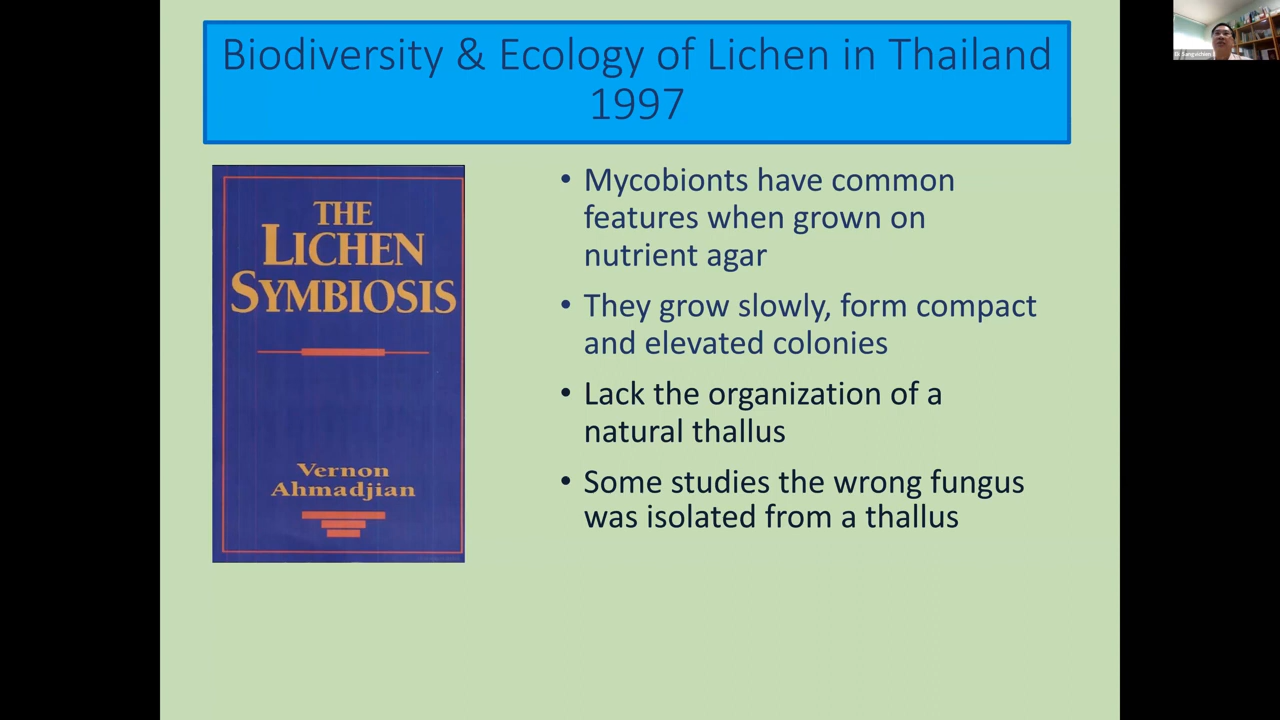 Biodiversity & Ecology of Lichen in Thailand
1997
THE
LICHEN
SYMBIOSIS
Vernon
Ahmadjian
• Mycobionts have common
features when grown on
nutrient agar
• They grow slowly, form compact
and elevated colonies
• Lack the organization of a
natural thallus
• Some studies the wrong fungus
was isolated from a thallus